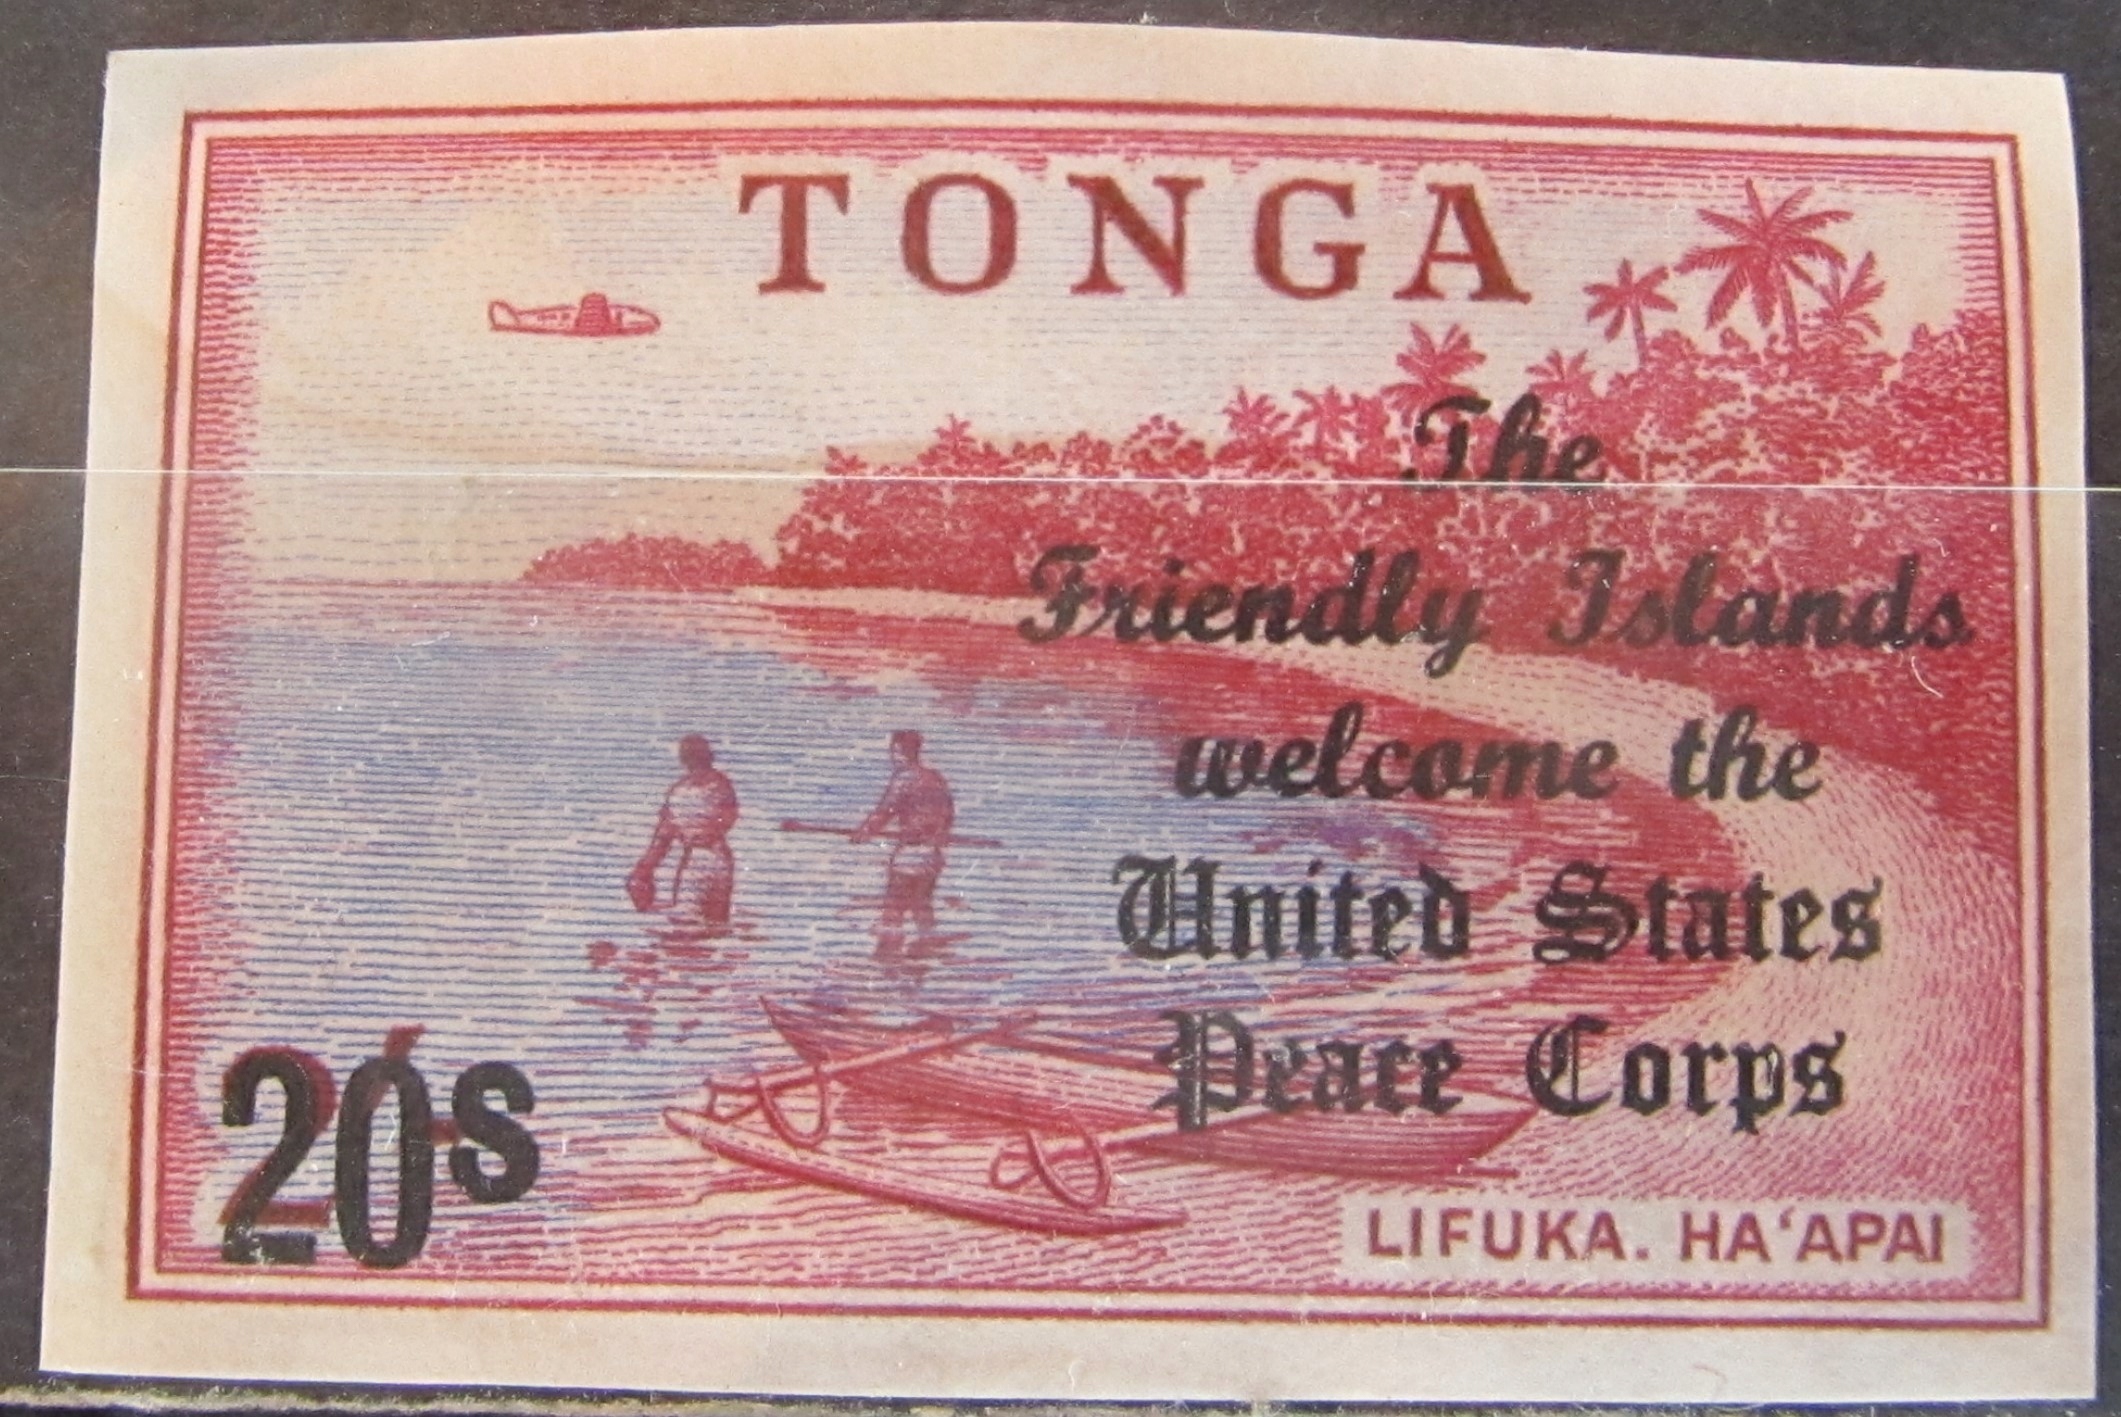 TONGA
The
Friendly Islands
welcome the
United States
Peace Corps
20s
LIFUKA. HA‘APAI